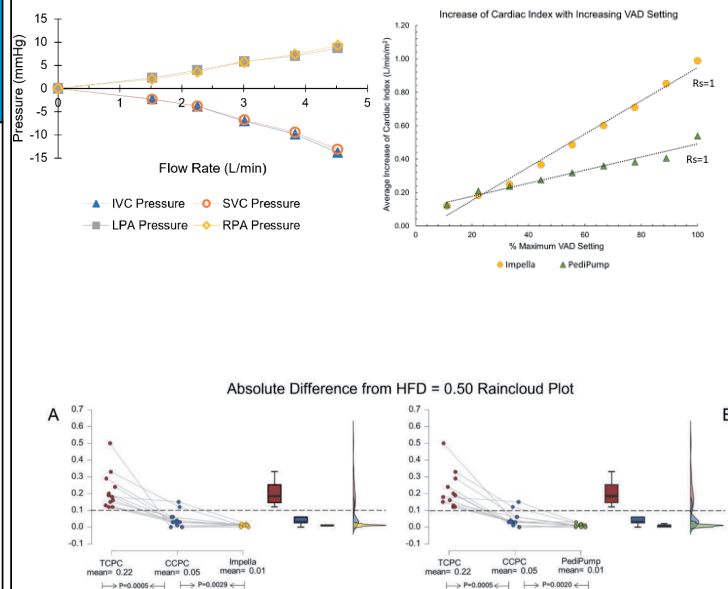 15
10
5
0
-5
-10
-15
0 1 2 3 4 5
Pressure (mmHg)
Flow Rate (L/min)
IVC Pressure
SVC Pressure
LPA Pressure
RPA Pressure
Increase of Cardiac Index with Increasing VAD Setting
1.20
1.00
0.80
0.60
0.40
0.20
0.00
0 20 40 60 80 100
Average Increase of Cardiac Index (L/min/m²)
% Maximum VAD Setting
Rs=1
Rs=1
Impella
PediPump
Absolute Difference from HFD = 0.50 Raincloud Plot
A
0.7
0.6
0.5
0.4
0.3
0.2
0.1
0.0
-0.1
TCPC CCPC Impella
mean= 0.22 mean= 0.05 mean= 0.01
P=0.0005 P=0.0029
0.7
0.6
0.5
0.4
0.3
0.2
0.1
0.0
-0.1
TCPC CCPC PediPump
mean= 0.22 mean= 0.05 mean= 0.01
P=0.0005 P=0.0020